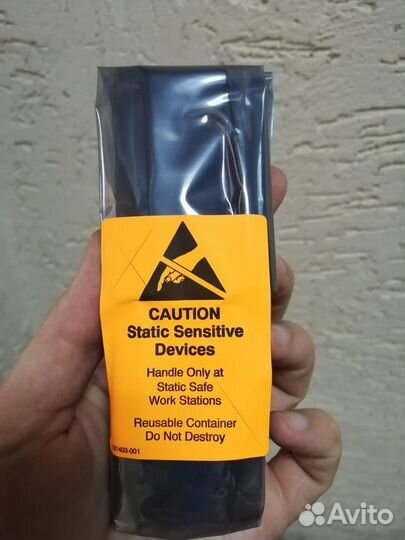 CAUTION
Static Sensitive
Devices
Handle Only at
Static Safe
Work Stations
Reusable Container
Do Not Destroy
Avito